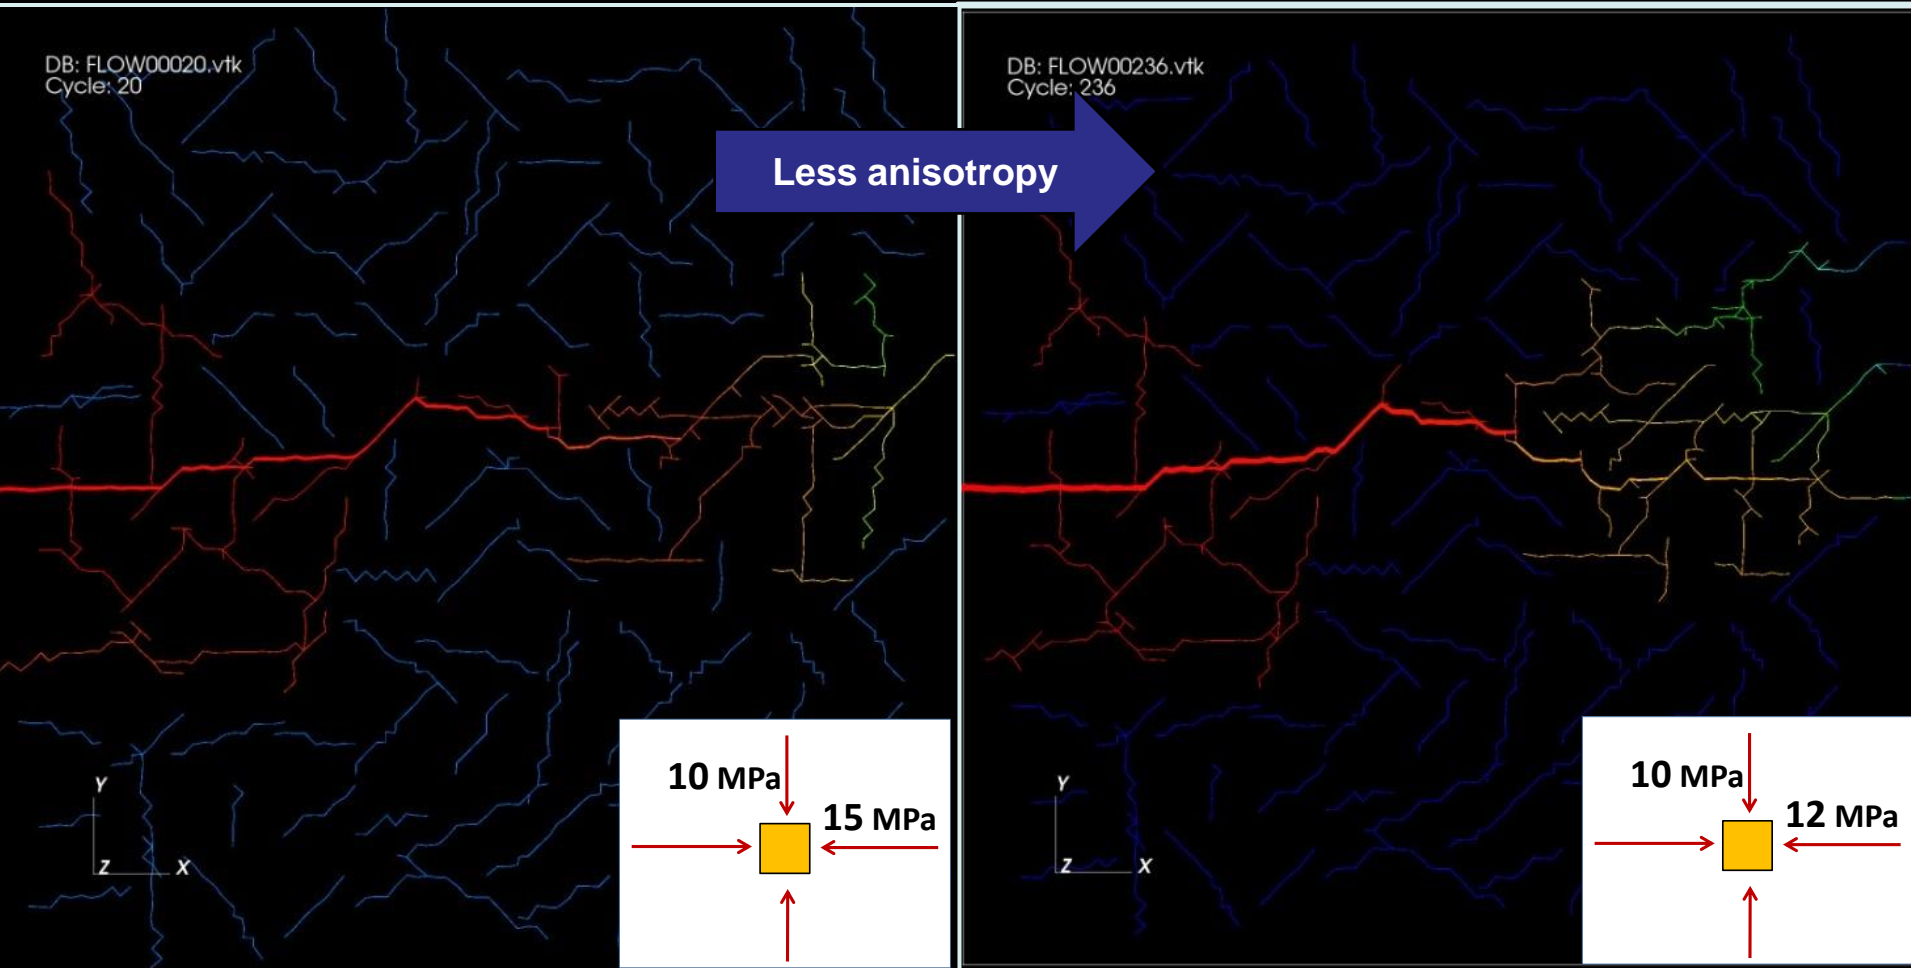 DB: FLOW00020.vtk
Cycle: 20
DB: FLOW00236.vtk
Cycle: 236
Less anisotropy
Y
Z
X
10 MPa
15 MPa
Y
Z
X
10 MPa
12 MPa